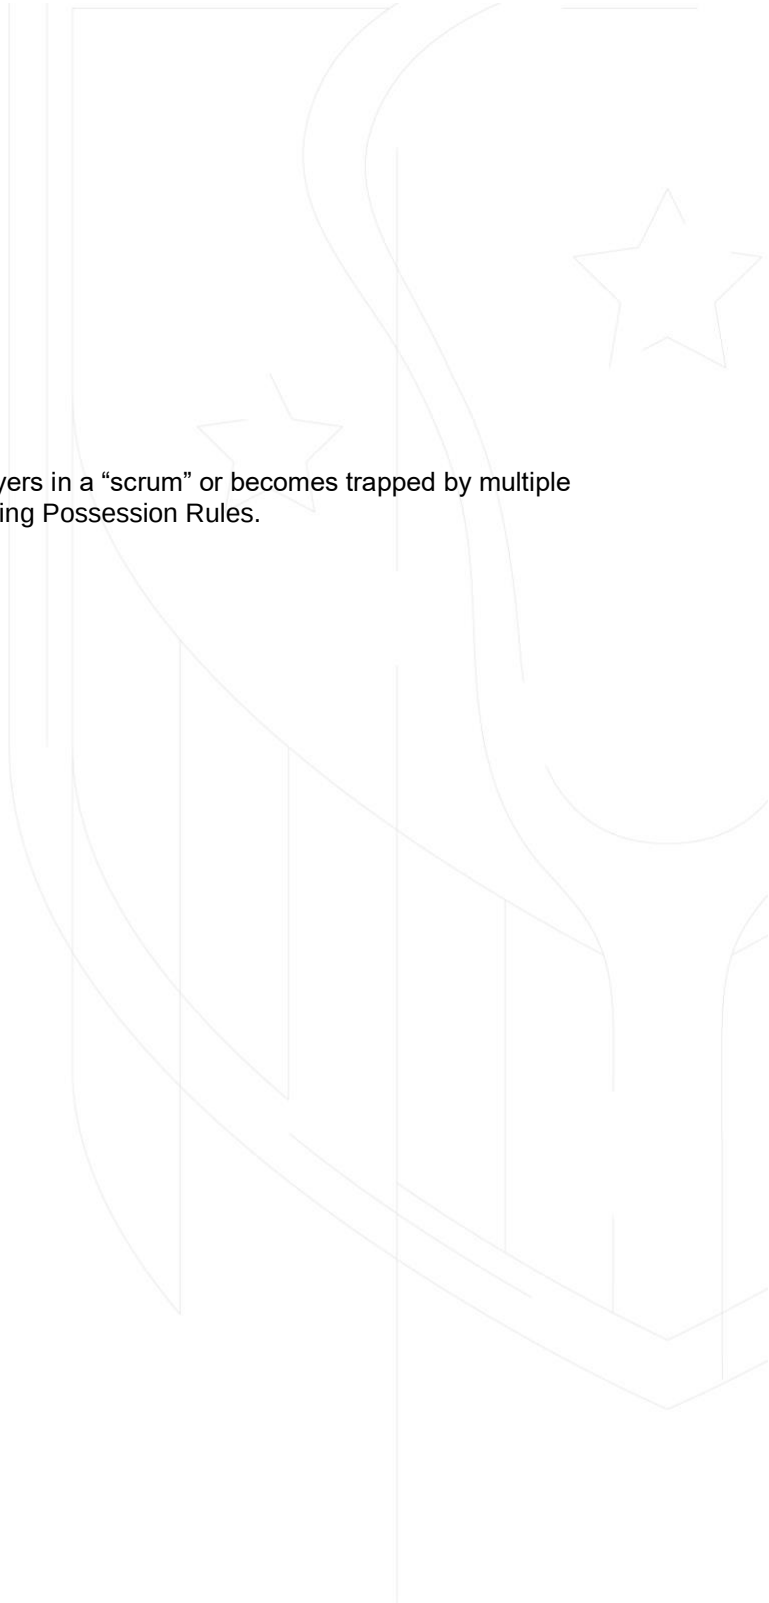 yers in a “scrum” or becomes trapped by multiple
ing Possession Rules.